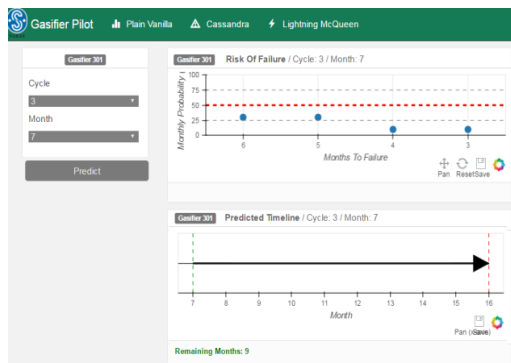 Gasifier Pilot Plain Vanilla Cassandra Lightning McQueen
Gasifier 301
Cycle
3
Month
7
Predict
Gasifier 301 Risk Of Failure / Cycle: 3 / Month: 7
Monthly Probability
100
75
50
25
0
6 5 4 3
Months To Failure
Pan Reset Save
Gasifier 301 Predicted Timeline / Cycle: 3 / Month: 7
7 8 9 10 11 12 13 14 15 16
Month
Pan Save
Remaining Months: 9